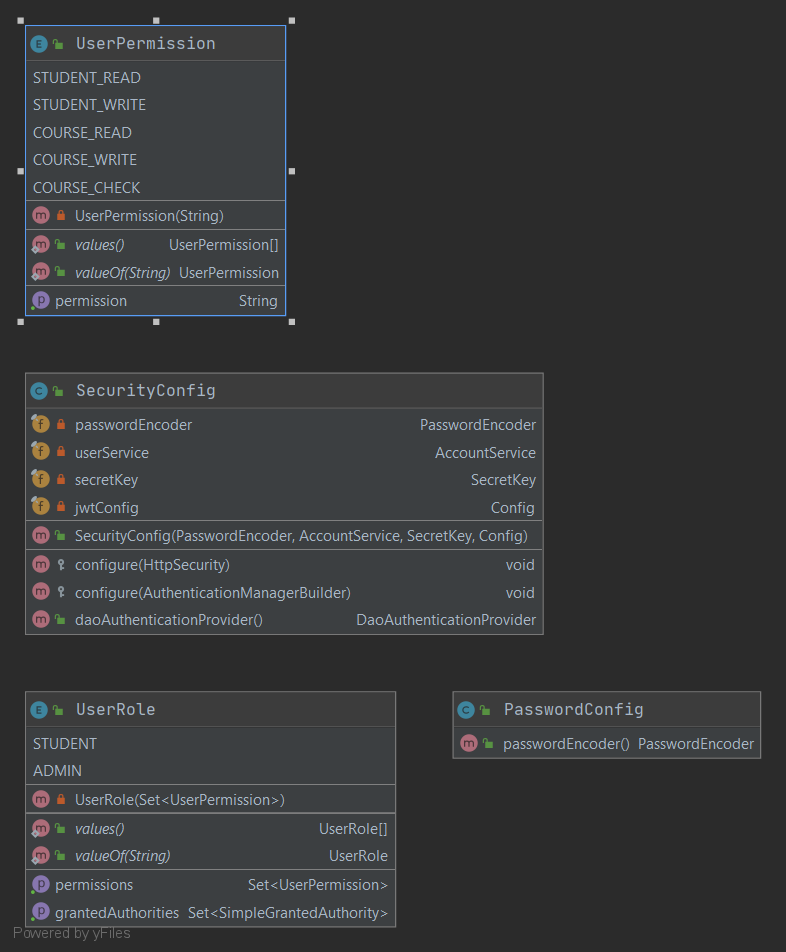 UserPermission
STUDENT_READ
STUDENT_WRITE
COURSE_READ
COURSE_WRITE
COURSE_CHECK
m UserPermission(String)
m values() UserPermission[]
m valueOf(String) UserPermission
p permission String
SecurityConfig
f passwordEncoder PasswordEncoder
f userService AccountService
f secretKey SecretKey
f jwtConfig Config
m SecurityConfig(PasswordEncoder, AccountService, SecretKey, Config)
m configure(HttpSecurity) void
m configure(AuthenticationManagerBuilder) void
m daoAuthenticationProvider() DaoAuthenticationProvider
E UserRole
STUDENT
ADMIN
m UserRole(Set<UserPermission>)
m values() UserRole[]
m valueOf(String) UserRole
p permissions Set<UserPermission>
p grantedAuthorities Set<SimpleGrantedAuthority>
C PasswordConfig
m passwordEncoder() PasswordEncoder
Powered by yFiles